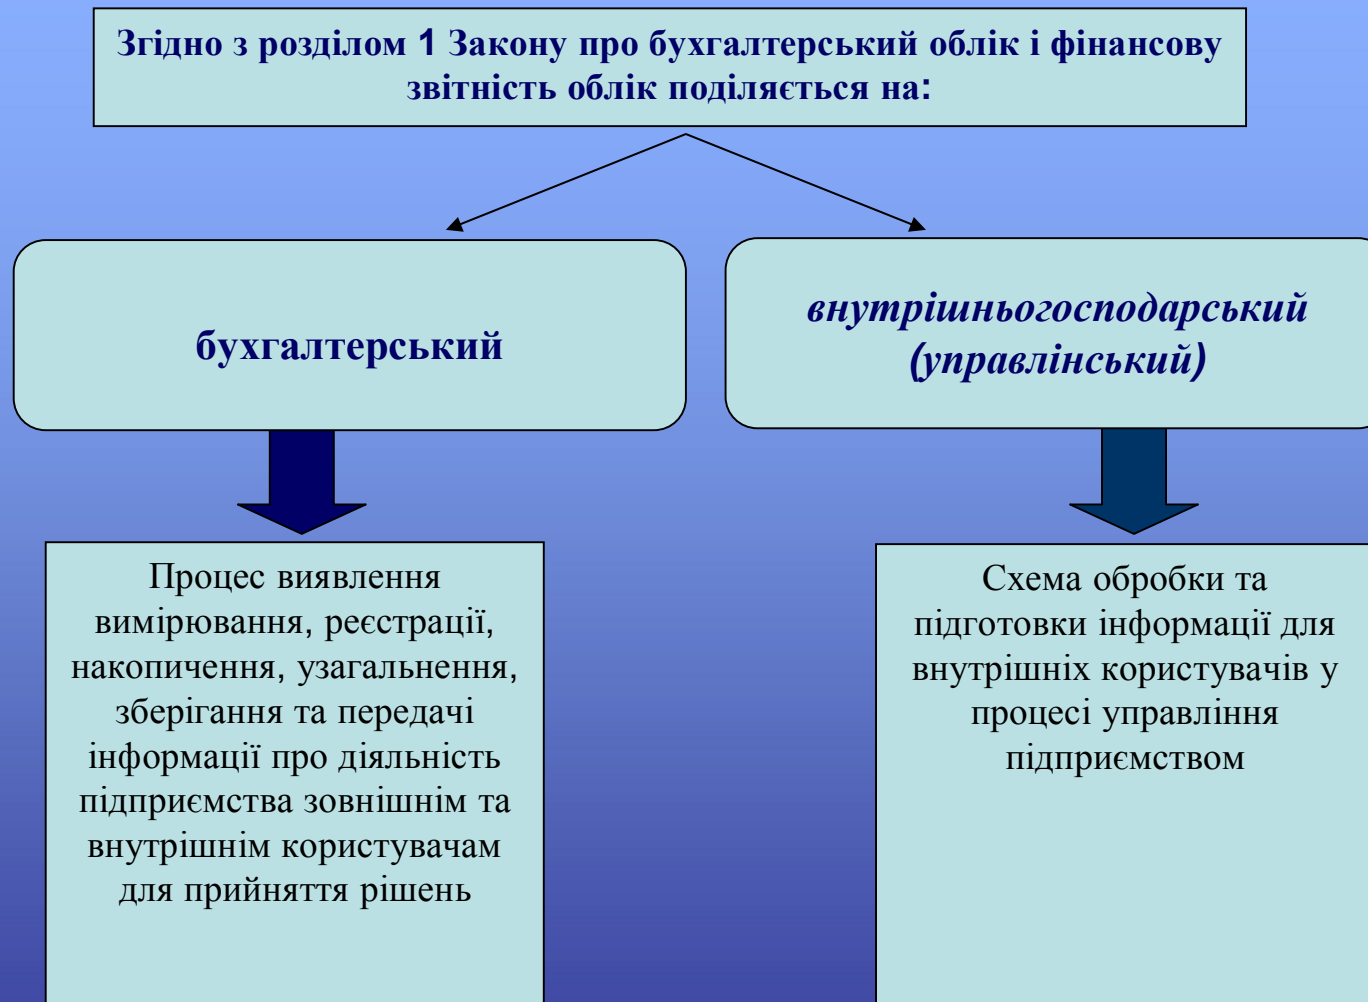 Згідно з розділом 1 Закону про бухгалтерський облік і фінансову
звітність облік поділяється на:
бухгалтерський
внутрішньогосподарський
(управлінський)
Процес виявлення
вимірювання, реєстрації,
накопичення, узагальнення,
зберігання та передачі
інформації про діяльність
підприємства зовнішнім та
внутрішнім користувачам
для прийняття рішень
Схема обробки та
підготовки інформації для
внутрішніх користувачів у
процесі управління
підприємством